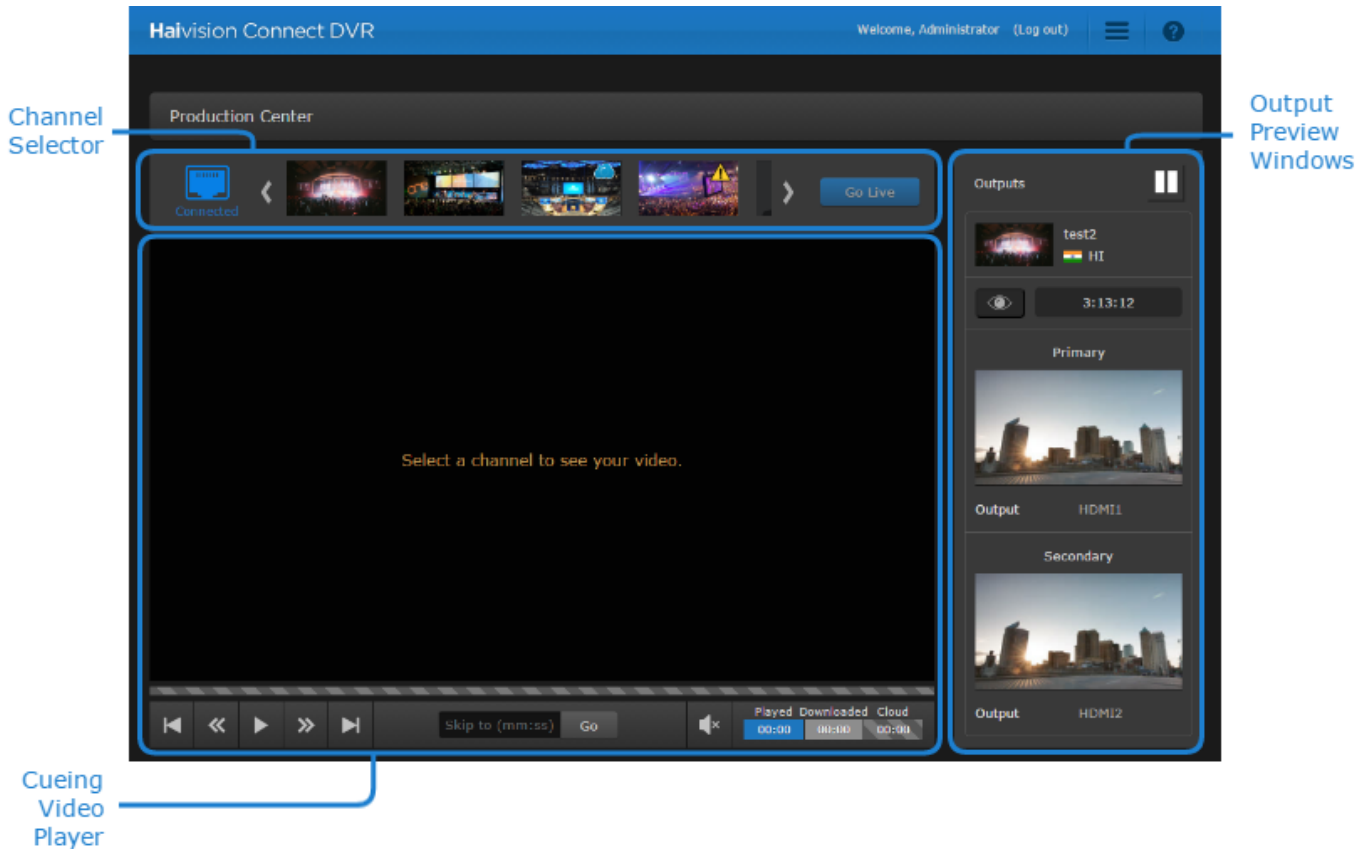 Haivision Connect DVR
Welcome, Administrator (Log out)
?
Channel
Selector
Production Center
Output
Preview
Windows
Connected
Go Live
Outputs
test2
HI
3:13:12
Primary
Select a channel to see your video.
Output HDMI1
Secondary
Skip to (mm:ss) Go
Played Downloaded Cloud
00:00 00:00 00:00
Output HDMI2
Cueing
Video
Player